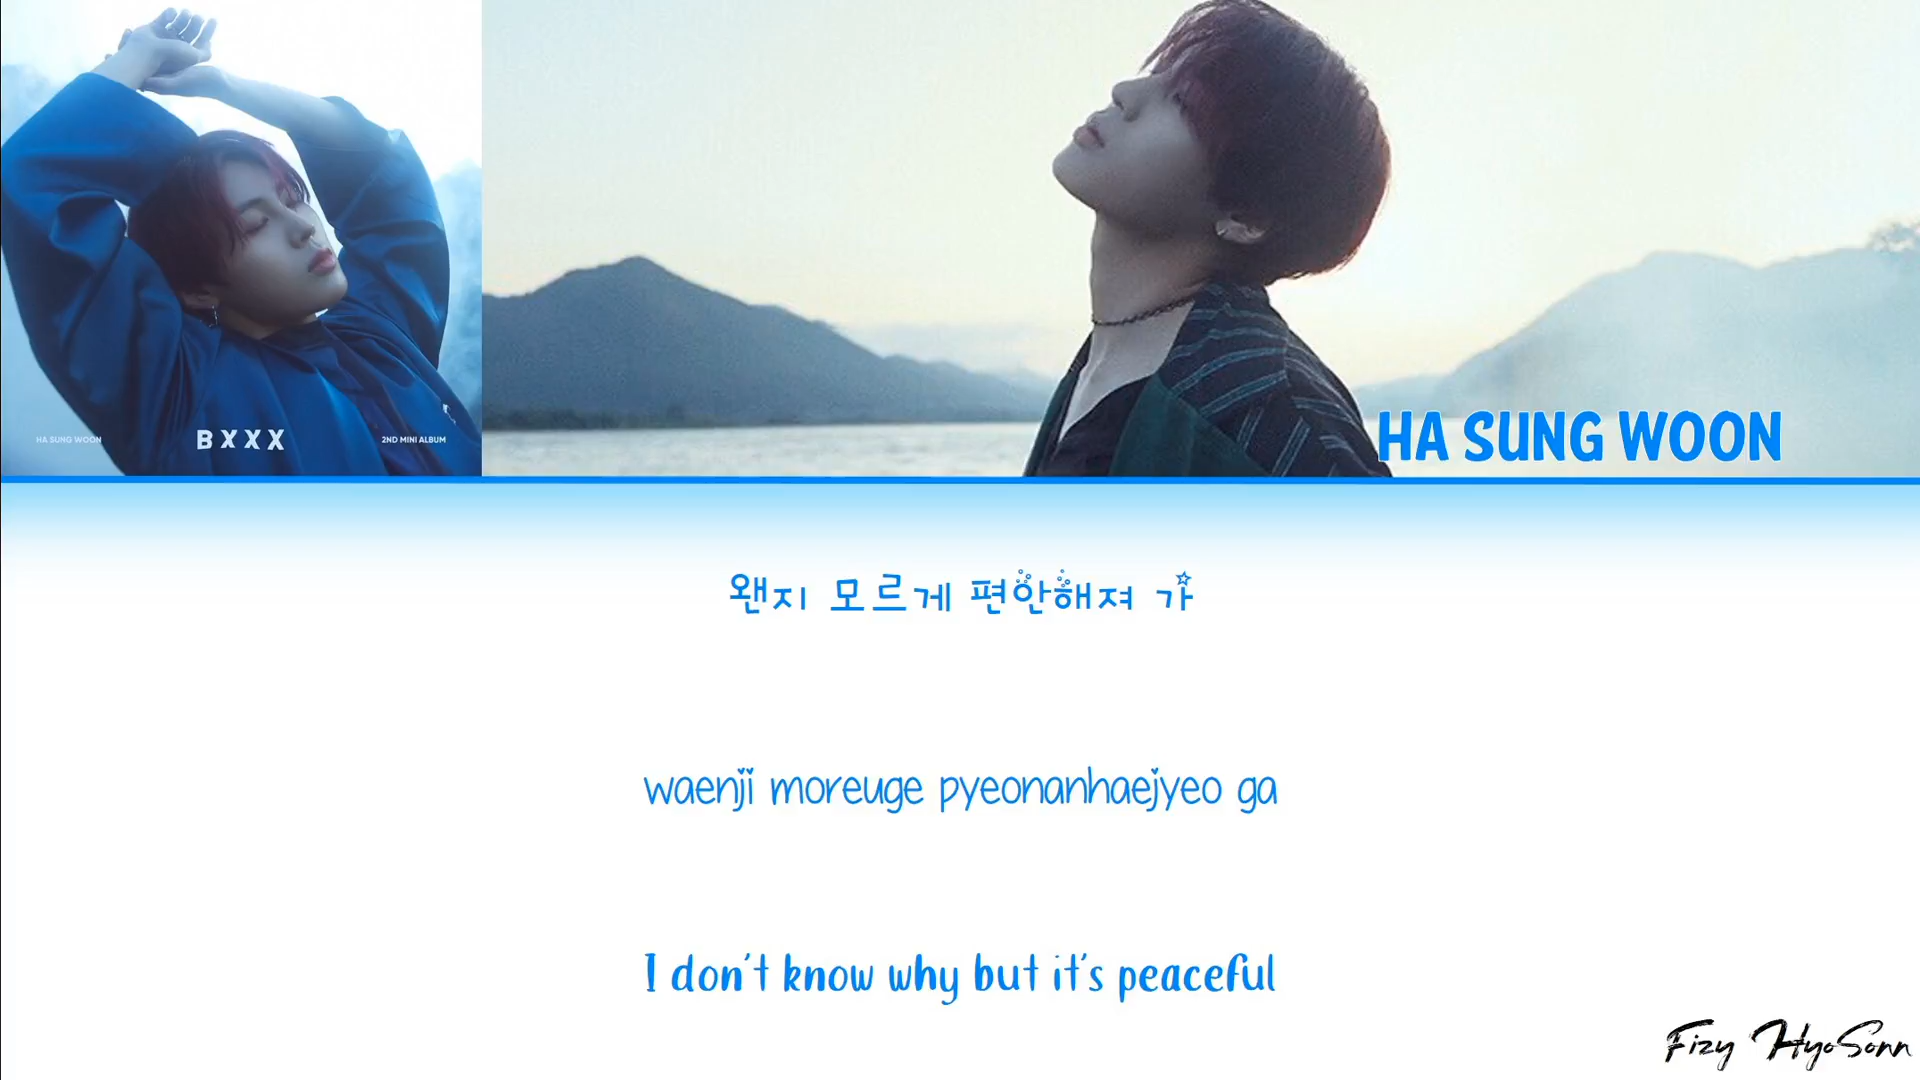 HA SUNG WOON
BXXX
2ND MINI ALBUM
HA SUNG WOON
왠지 모르게 편안해져 가
waenji moreuge pyeonanhaejyeo ga
I don't know why but it's peaceful
Fizy HyoSonn